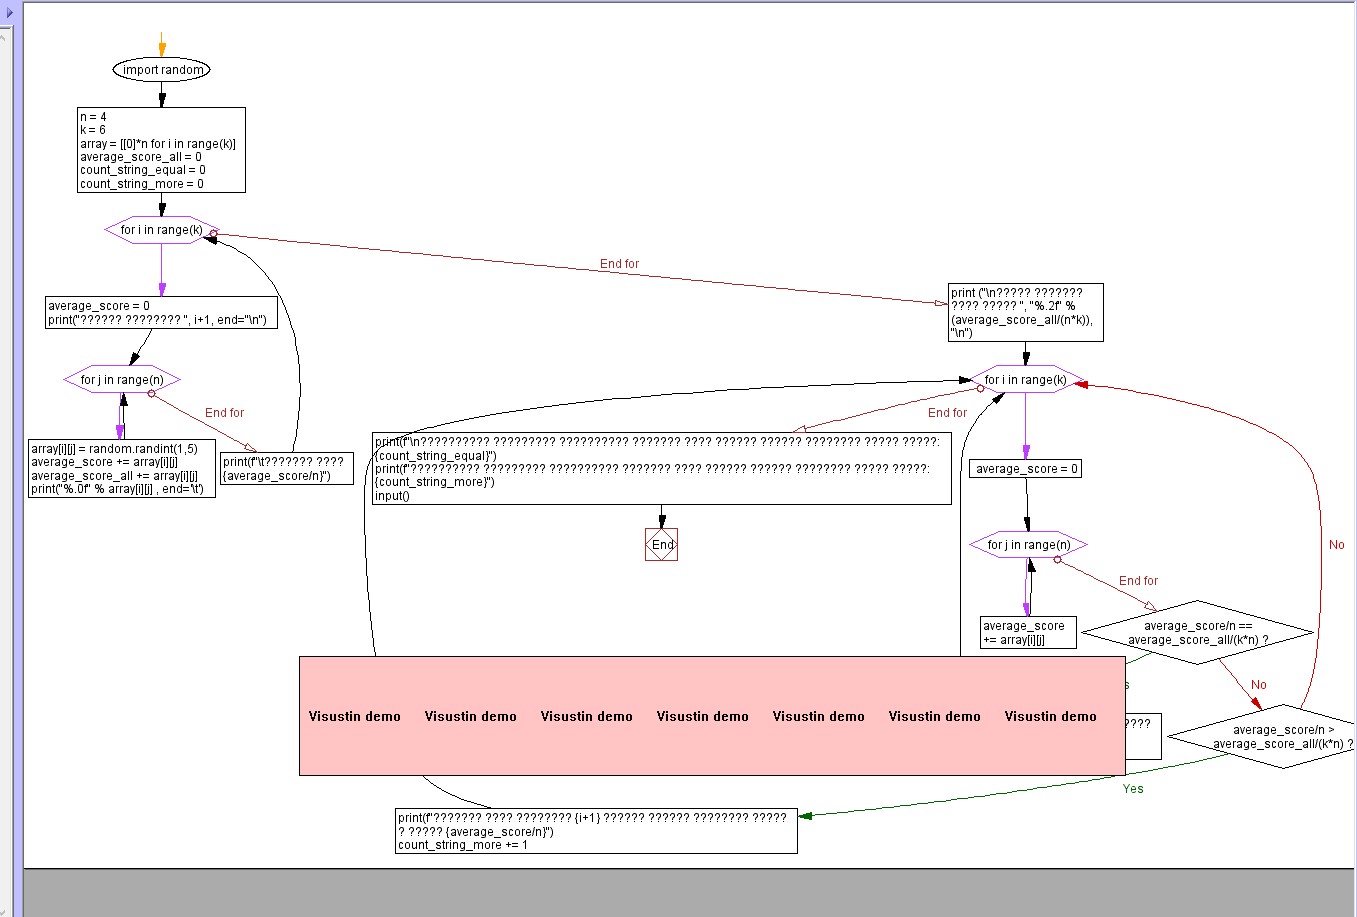 import random
n = 4
k = 6
array = [[0]*n for i in range(k)]
average_score_all = 0
count_string_equal = 0
count_string_more = 0
for i in range(k)
End for
average_score = 0
print("?????? ???????? ", i+1, end="\n")
for j in range(n)
End for
array[i][j] = random.randint(1,5)
average_score += array[i][j]
average_score_all += array[i][j]
print("%.0f" % array[i][j] , end='\t')
print(f"\t??????? ????
{average_score/n}")
print ("\n????? ???????
???? ????? ", "%.2f" %
(average_score_all/(n*k)),
"\n")
for i in range(k)
End for
print(f"\n?????????? ????????? ?????????? ??????? ???? ?????? ?????? ???????? ????? ?????:
{count_string_equal}")
print(f"?????????? ????????? ?????????? ??????? ???? ?????? ?????? ???????? ????? ?????:
{count_string_more}")
input()
End
average_score = 0
for j in range(n)
End for
average_score
+= array[i][j]
average_score/n ==
average_score_all/(k*n) ?
No
No
s
????
average_score/n >
average_score_all/(k*n) ?
Yes
Visustin demo Visustin demo Visustin demo Visustin demo Visustin demo Visustin demo Visustin demo
print(f"??????? ???? ???????? {i+1} ?????? ?????? ???????? ?????
? ????? {average_score/n}")
count_string_more += 1